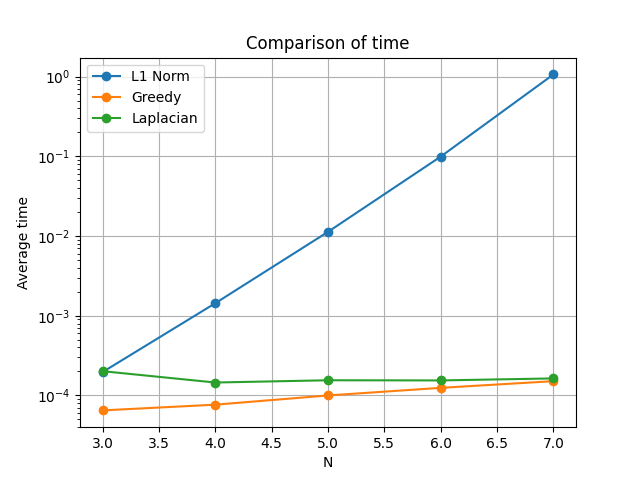 Comparison of time
L1 Norm
Greedy
Laplacian
Average time
10⁰
10⁻¹
10⁻²
10⁻³
10⁻⁴
3.0 3.5 4.0 4.5 5.0 5.5 6.0 6.5 7.0
N